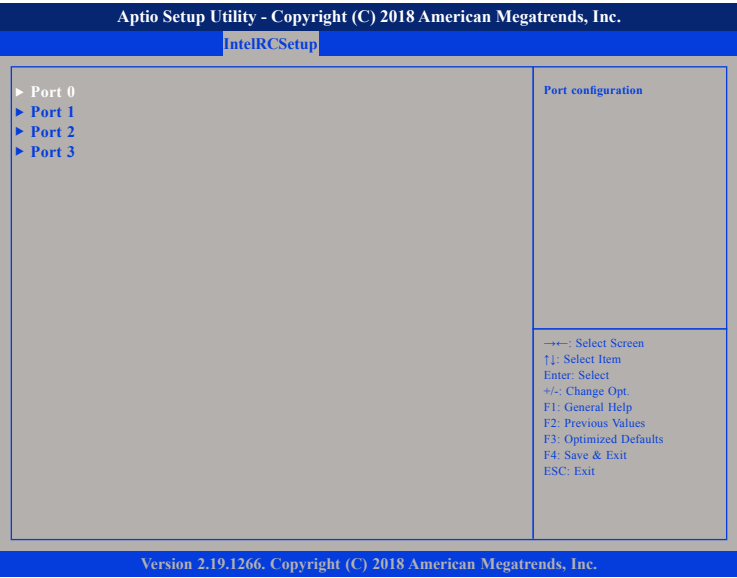 Aptio Setup Utility - Copyright (C) 2018 American Megatrends, Inc.
IntelRCSetup
► Port 0
► Port 1
► Port 2
► Port 3
Port configuration
→←: Select Screen
↑↓: Select Item
Enter: Select
+/-: Change Opt.
F1: General Help
F2: Previous Values
F3: Optimized Defaults
F4: Save & Exit
ESC: Exit
Version 2.19.1266. Copyright (C) 2018 American Megatrends, Inc.